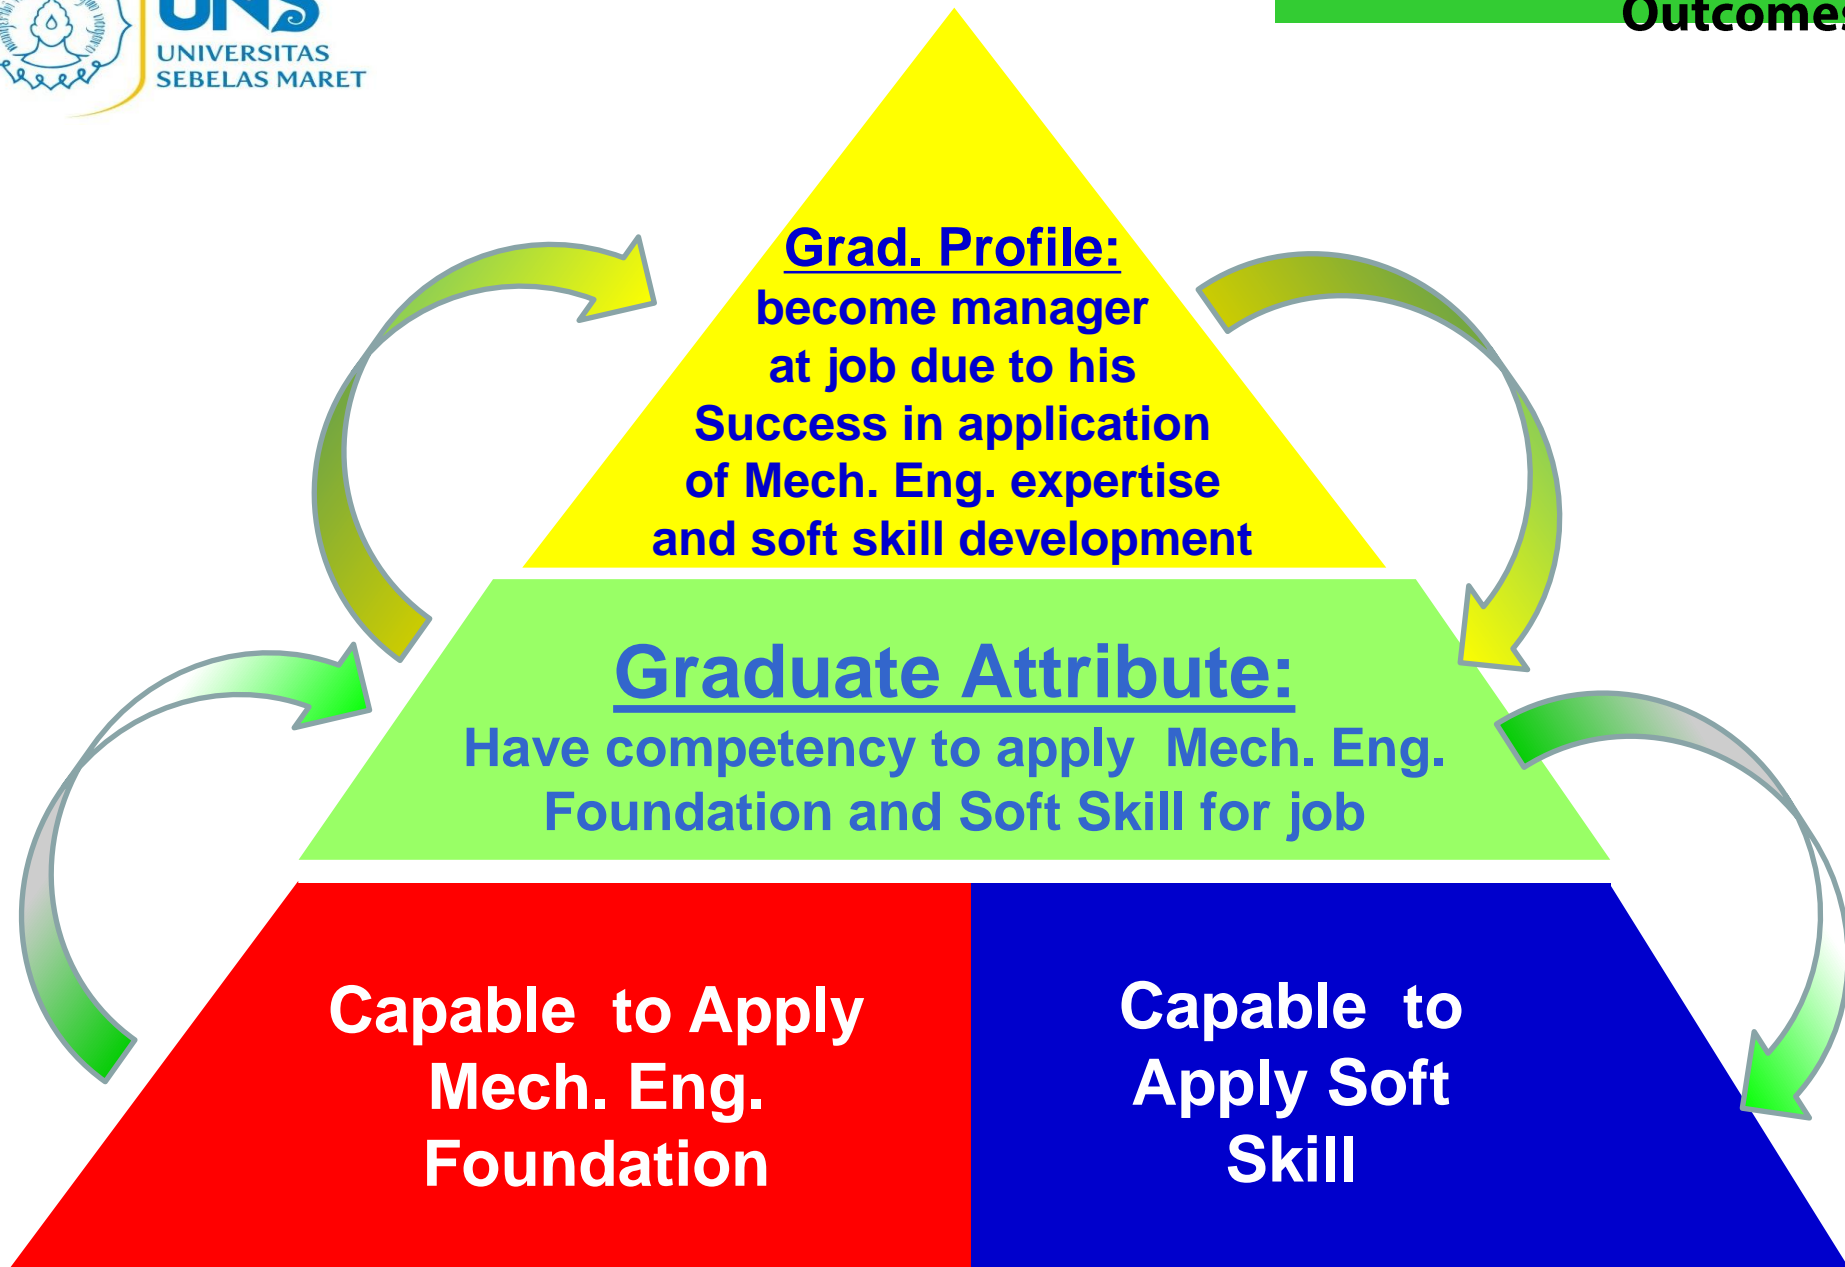 UNS
UNIVERSITAS
SEBELAS MARET
Outcomes
Grad. Profile:
become manager
at job due to his
Success in application
of Mech. Eng. expertise
and soft skill development
Graduate Attribute:
Have competency to apply  Mech. Eng.
Foundation and Soft Skill for job
Capable  to Apply
Mech. Eng.
Foundation
Capable  to
Apply Soft
Skill